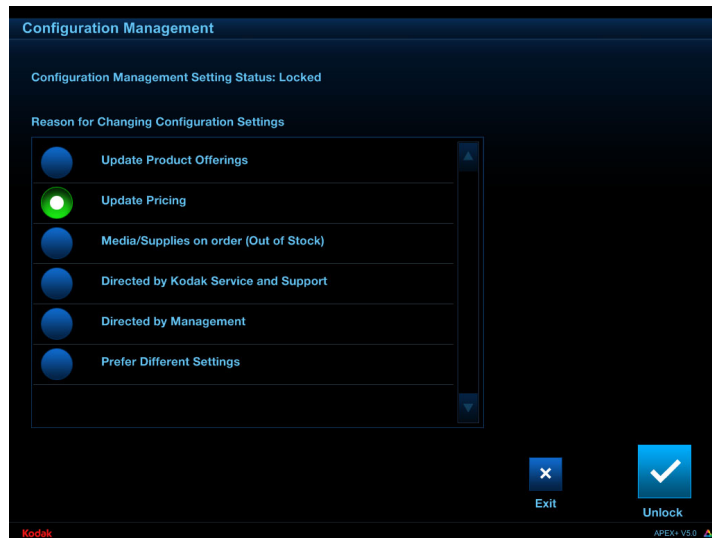 Configuration Management
Configuration Management Setting Status: Locked
Reason for Changing Configuration Settings
Update Product Offerings
Update Pricing
Media/Supplies on order (Out of Stock)
Directed by Kodak Service and Support
Directed by Management
Prefer Different Settings
Exit
Unlock
Kodak
APEX+ V5.0